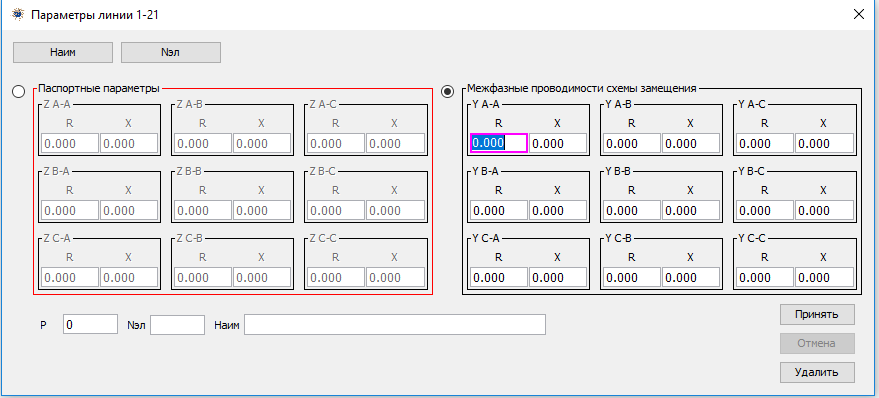 Параметры линии 1-21
Наим Nэл
Паспортные параметры Межфазные проводимости схемы замещения
Z A-A Z A-B Z A-C Y A-A Y A-B Y A-C
R X R X R X R X R X R X
0.000 0.000 0.000 0.000 0.000 0.000 0.000 0.000 0.000 0.000 0.000 0.000
Z B-A Z B-B Z B-C Y B-A Y B-B Y B-C
R X R X R X R X R X R X
0.000 0.000 0.000 0.000 0.000 0.000 0.000 0.000 0.000 0.000 0.000 0.000
Z C-A Z C-B Z C-C Y C-A Y C-B Y C-C
R X R X R X R X R X R X
0.000 0.000 0.000 0.000 0.000 0.000 0.000 0.000 0.000 0.000 0.000 0.000
Р 0 Nэл Наим
Принять
Отмена
Удалить